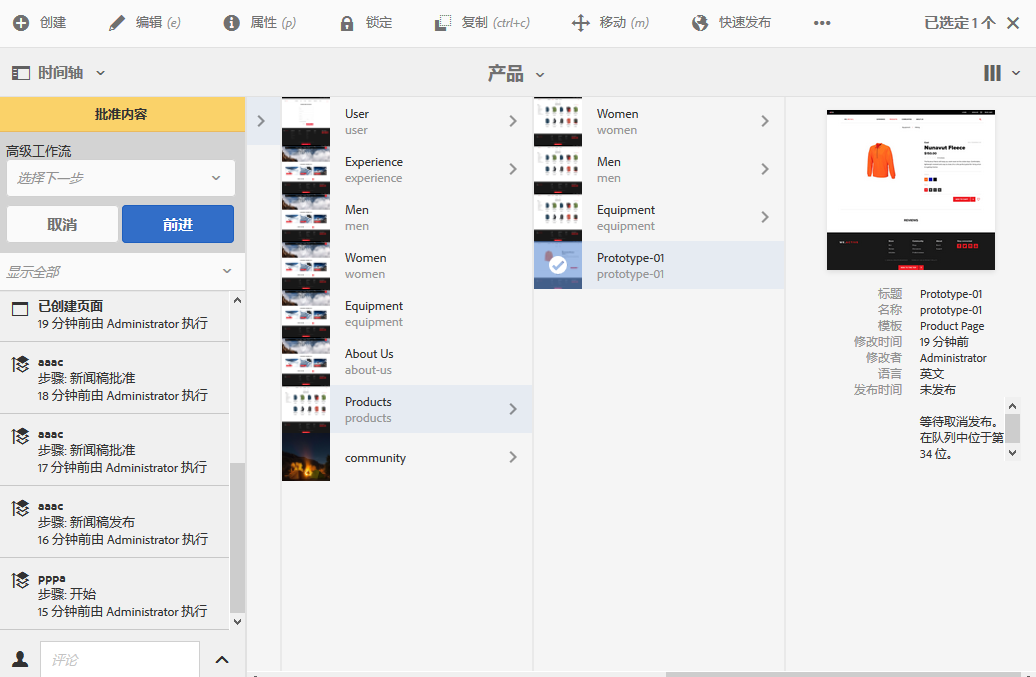 创建
编辑 (e)
属性 (p)
锁定
复制 (ctrl+c)
移动 (m)
快速发布
•••
已选定 1 个
时间轴
产品
批准内容
高级工作流
选择下一步
取消
前进
显示全部
已创建页面
19 分钟前由 Administrator 执行
aaac
步骤: 新闻稿批准
18 分钟前由 Administrator 执行
aaac
步骤: 新闻稿批准
17 分钟前由 Administrator 执行
aaac
步骤: 新闻稿发布
16 分钟前由 Administrator 执行
pppa
步骤: 开始
15 分钟前由 Administrator 执行
评论
User
user
Experience
experience
Men
men
Women
women
Equipment
equipment
About Us
about-us
Products
products
community
Women
women
Men
men
Equipment
equipment
Prototype-01
prototype-01
Nunavut Fleece
标题 Prototype-01
名称 prototype-01
模板 Product Page
修改时间 19 分钟前
修改者 Administrator
语言 英文
发布时间 未发布
等待取消发布。
在队列中位于第
34 位。